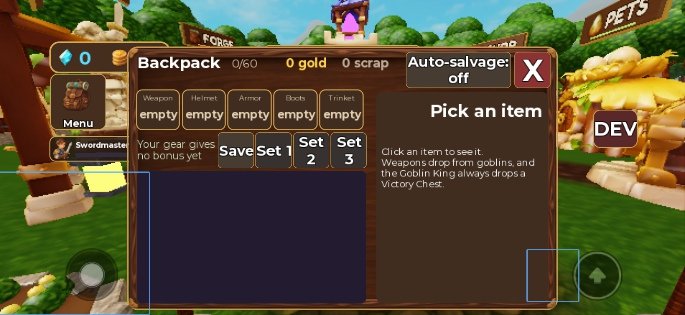 FORGE
PETS
0
Backpack
0/60
0 gold
0 scrap
Auto-salvage:
off
X
Menu
Weapon
empty
Helmet
empty
Armor
empty
Boots
empty
Trinket
empty
Pick an item
DEV
Swordmaster
Your gear gives
no bonus yet
Save
Set 1
Set
2
Set
3
Click an item to see it.
Weapons drop from goblins, and
the Goblin King always drops a
Victory Chest.